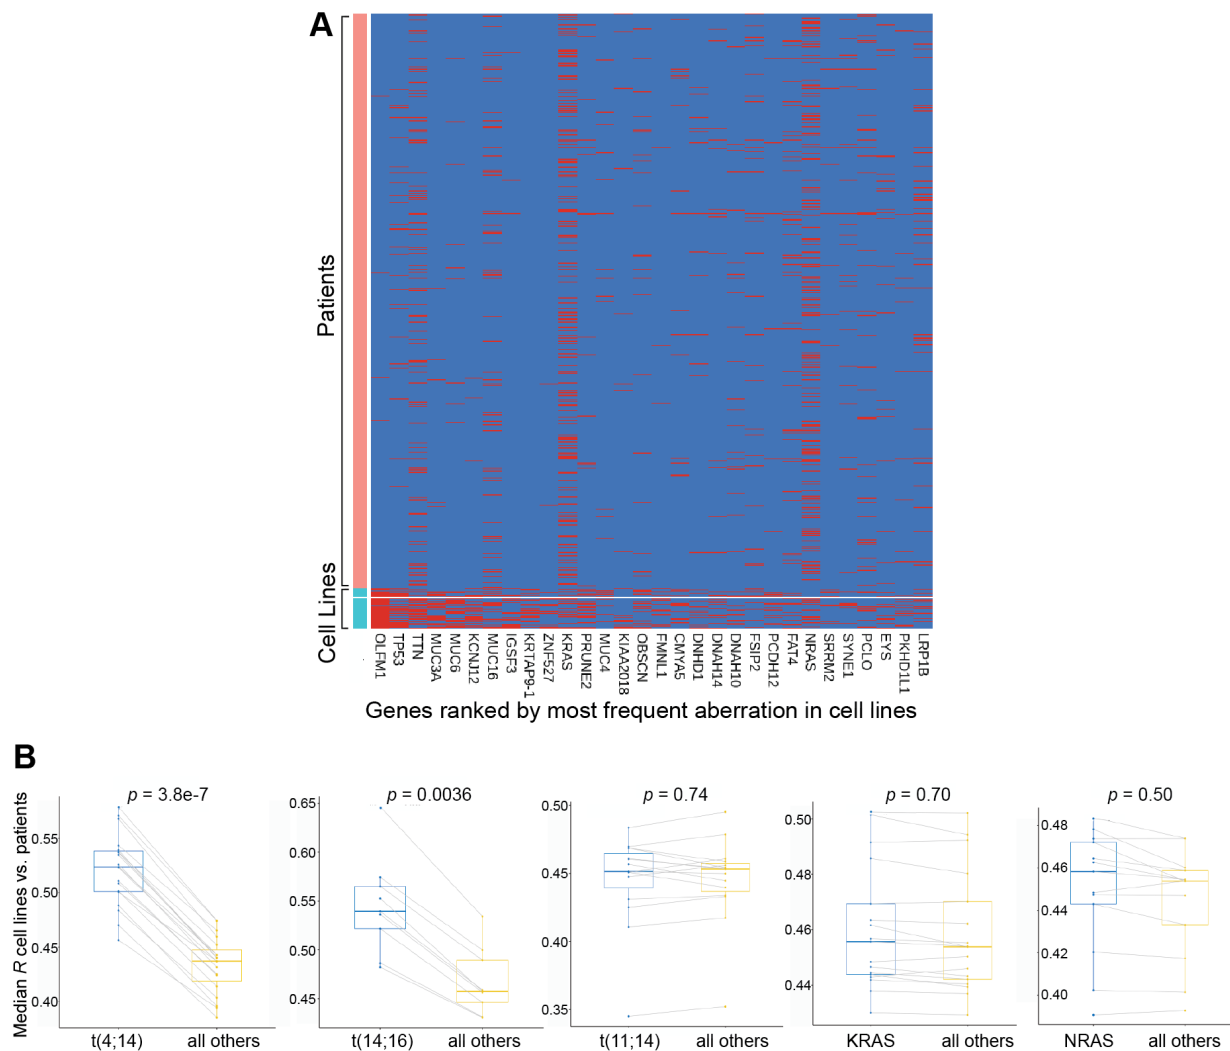 A
Patients
Cell Lines
OLFM1
TP53
TTN
MUC3A
MUC6
KCNJ12
MUC16
IGSF3
KRTAP9-1
ZNF527
KRAS
PRUNE2
MUC4
KIAA2018
OBSCN
FMNL1
CMYA5
DNHD1
DNAH14
DNAH10
FSIP2
PCDH12
FAT4
NRAS
SRRM2
SYNE1
PCLO
EYS
PKHD1L1
LRP1B
Genes ranked by most frequent aberration in cell lines
B
Median R cell lines vs. patients
p = 3.8e-7
0.55
0.50
0.45
0.40
t(4;14) all others
p = 0.0036
0.65
0.60
0.55
0.50
0.45
t(14;16) all others
p = 0.74
0.50
0.45
0.40
0.35
t(11;14) all others
p = 0.70
0.50
0.48
0.46
0.44
KRAS all others
p = 0.50
0.48
0.46
0.44
0.42
0.40
NRAS all others